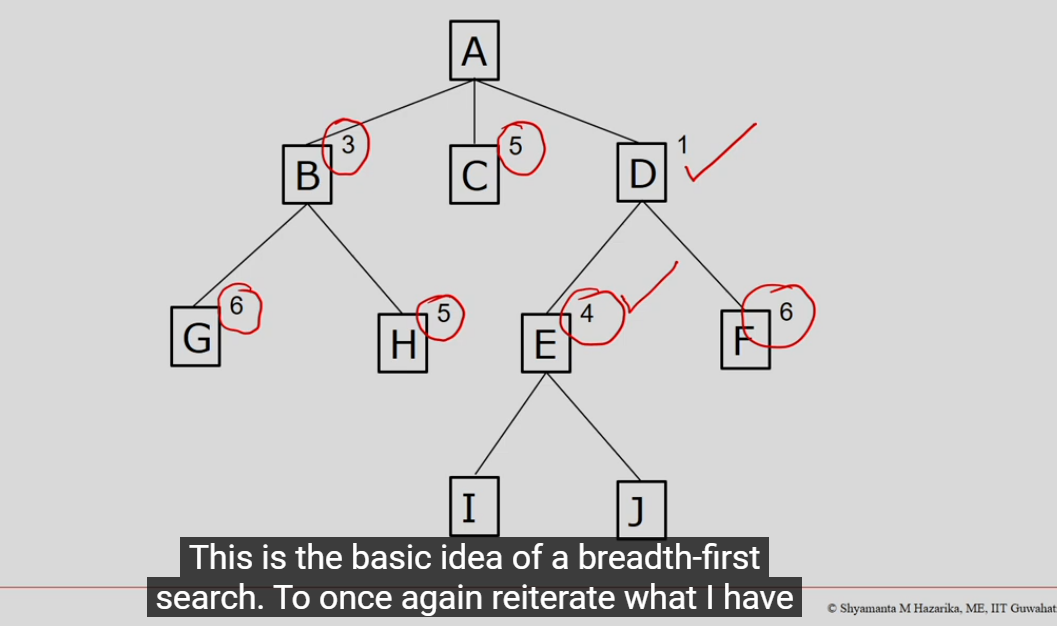 A
B 3 C 5 D 1
G 6 H 5 E 4 F 6
I J
This is the basic idea of a breadth-first
search. To once again reiterate what I have
© Shyamanta M Hazarika, ME, IIT Guwahat